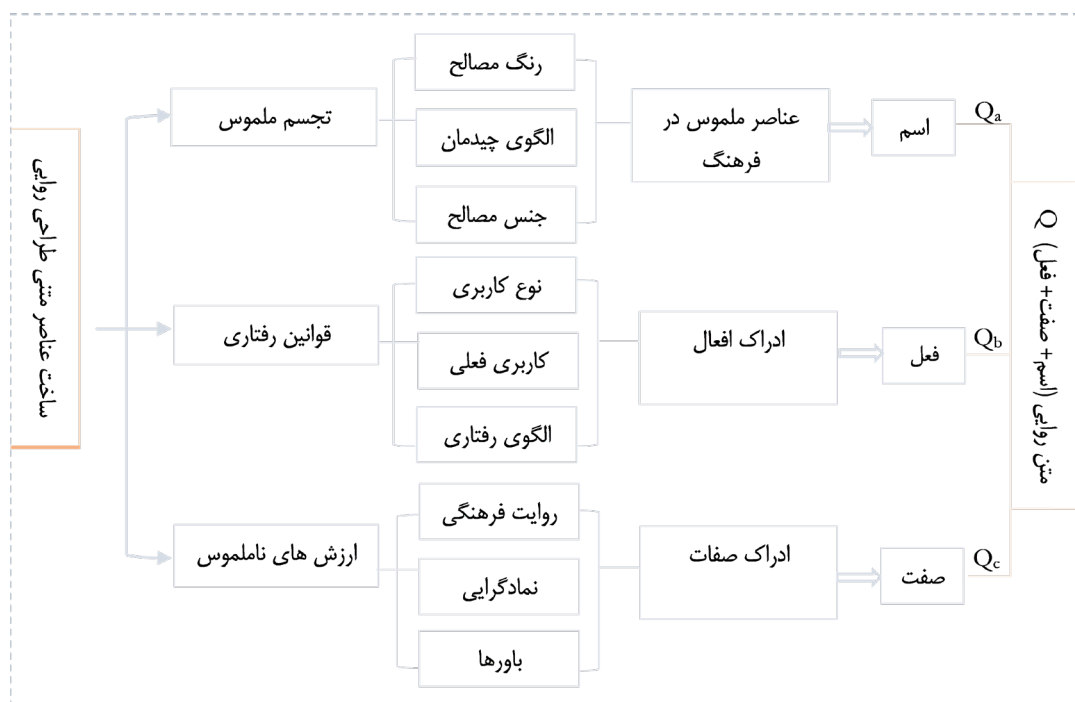 ساخت عناصر متنی طراحی روایی
تجسم ملموس
رنگ مصالح
الگوی چیدمان
جنس مصالح
عناصر ملموس در
فرهنگ
اسم
Qa
قوانین رفتاری
نوع کاربری
کاربری فعلی
الگوی رفتاری
ادراک افعال
فعل
Qb
ارزش های ناملموس
روایت فرهنگی
نمادگرایی
باورها
ادراک صفات
صفت
Qc
متن روایی (اسم+ صفت+ فعل) Q